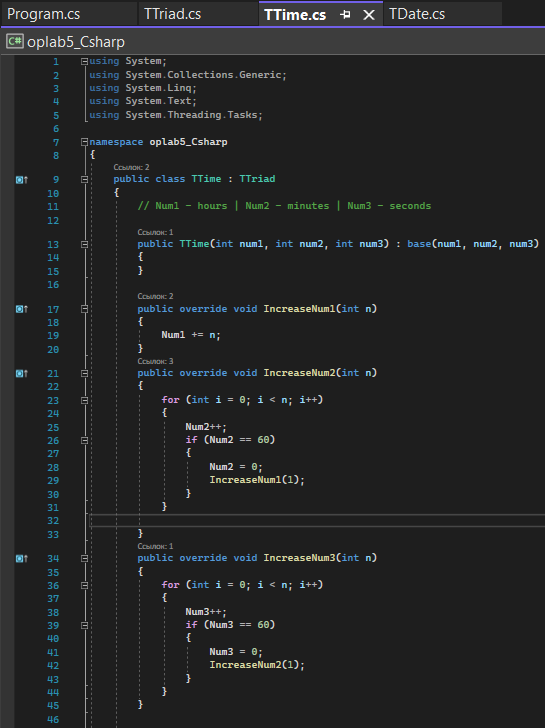 Program.cs TTriad.cs TTime.cs TDate.cs
C# oplab5_Csharp
1 using System;
2 using System.Collections.Generic;
3 using System.Linq;
4 using System.Text;
5 using System.Threading.Tasks;
6
7 namespace oplab5_Csharp
8 {
Ссылок: 2
9 public class TTime : TTriad
10 {
11 // Num1 - hours | Num2 - minutes | Num3 - seconds
12
Ссылок: 1
13 public TTime(int num1, int num2, int num3) : base(num1, num2, num3)
14 {
15 }
16
Ссылок: 2
17 public override void IncreaseNum1(int n)
18 {
19 Num1 += n;
20 }
Ссылок: 3
21 public override void IncreaseNum2(int n)
22 {
23 for (int i = 0; i < n; i++)
24 {
25 Num2++;
26 if (Num2 == 60)
27 {
28 Num2 = 0;
29 IncreaseNum1(1);
30 }
31 }
32
33 }
Ссылок: 1
34 public override void IncreaseNum3(int n)
35 {
36 for (int i = 0; i < n; i++)
37 {
38 Num3++;
39 if (Num3 == 60)
40 {
41 Num3 = 0;
42 IncreaseNum2(1);
43 }
44 }
45 }
46